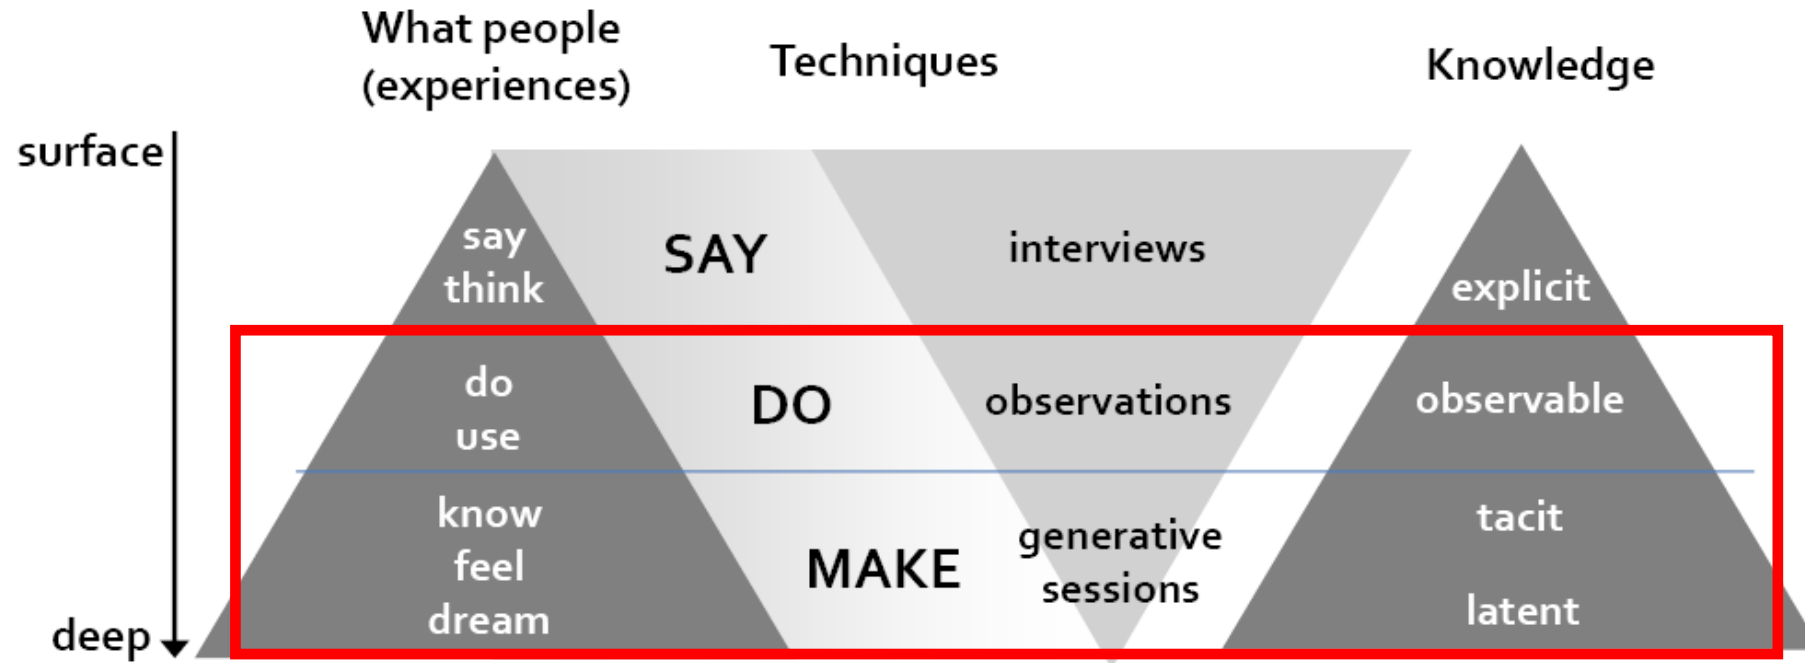 What people
(experiences)
Techniques
Knowledge
surface
say
think
SAY
interviews
explicit
do
use
DO
observations
observable
know
feel
dream
MAKE
generative
sessions
tacit
latent
deep